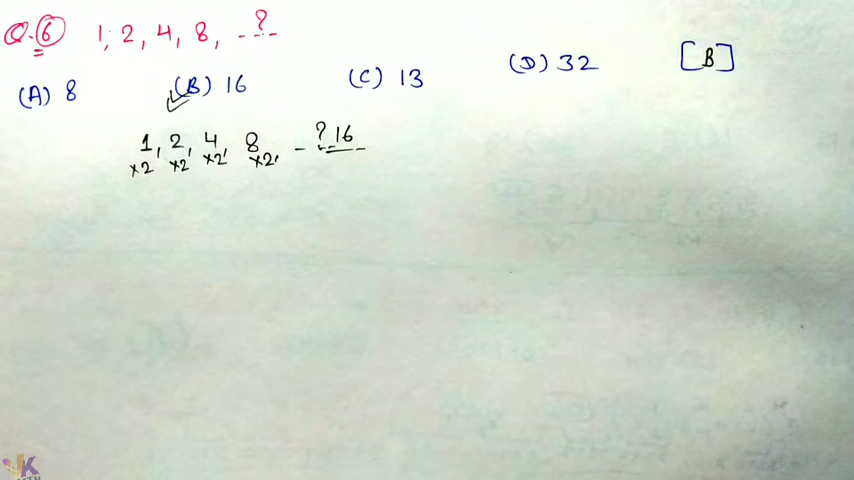 Q.6 1, 2, 4, 8, - ? -
(A) 8 (B) 16 (C) 13 (D) 32 [B]
1, 2, 4, 8 - ? 16 -
×2 ×2 ×2, ×2,
K